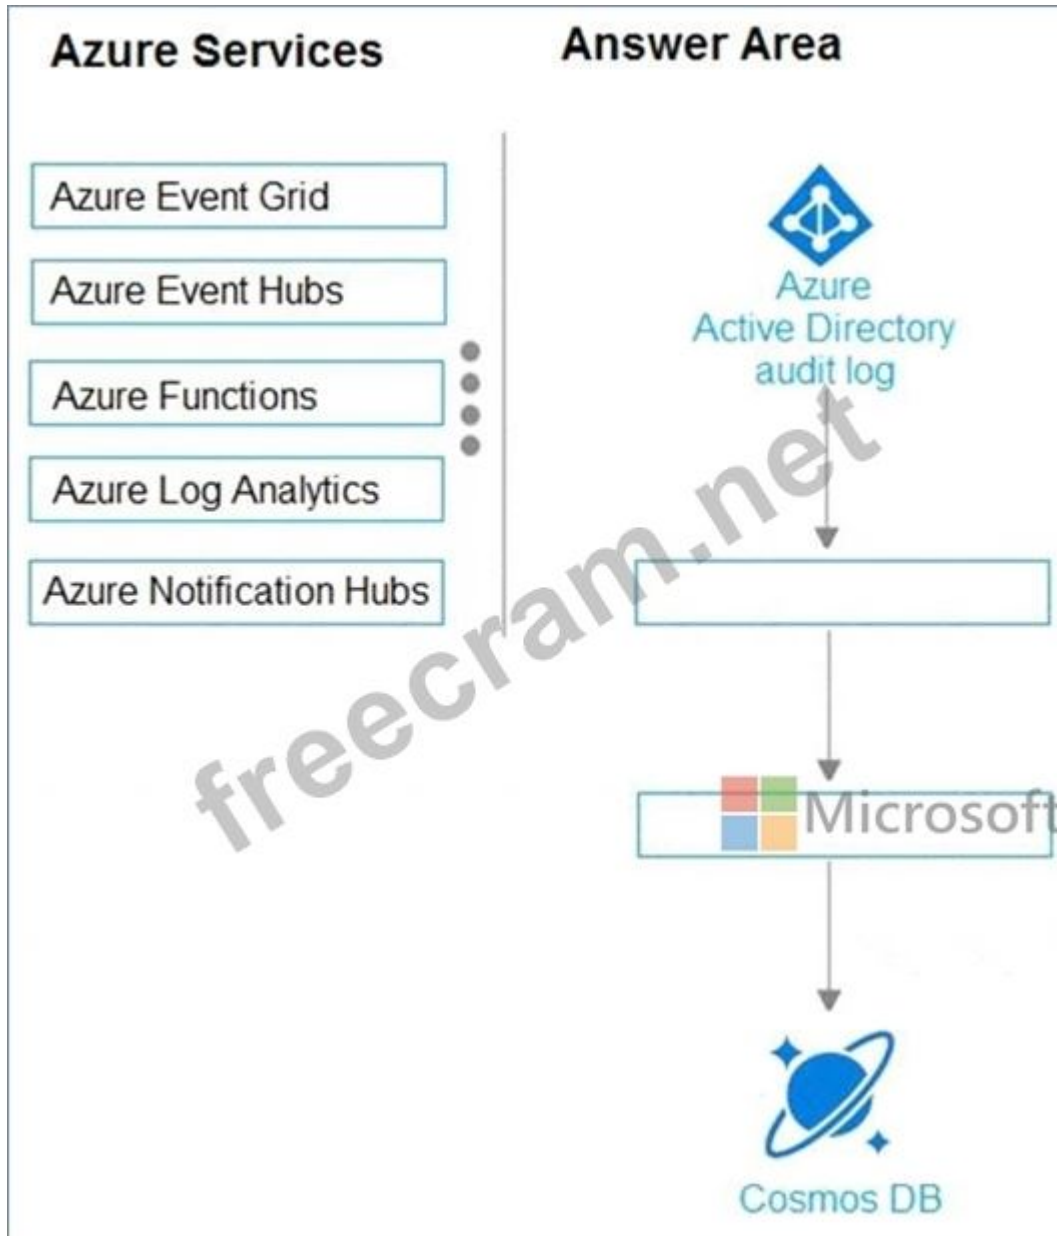 Azure Services
Answer Area
Azure Event Grid
Azure Event Hubs
Azure Functions
Azure Log Analytics
Azure Notification Hubs
Azure
Active Directory
audit log
Microsoft
Cosmos DB
freecram.net